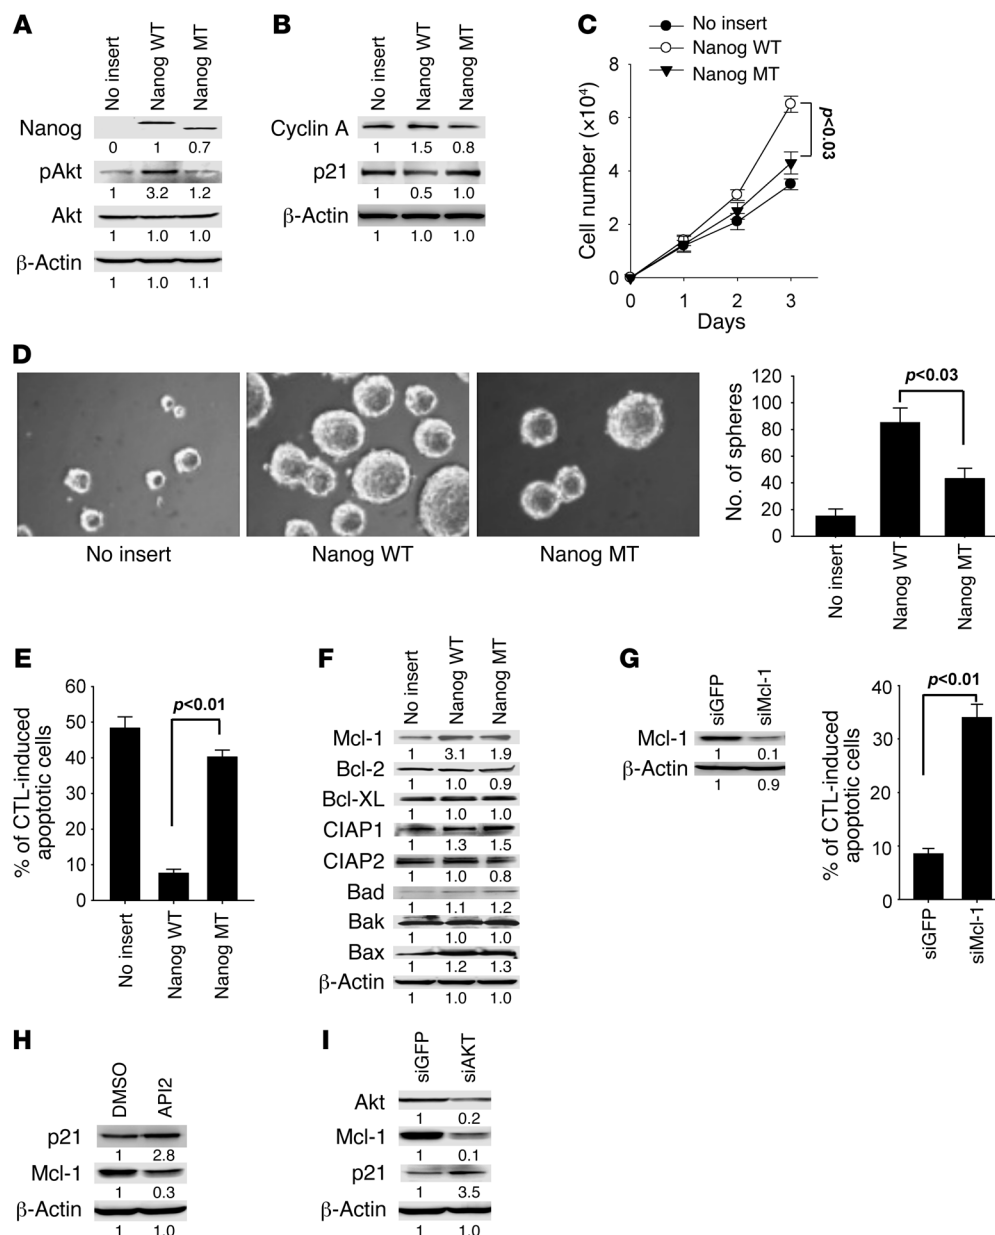 A
No insert
Nanog WT
Nanog MT
Nanog
0 1 0.7
pAkt
1 3.2 1.2
Akt
1 1.0 1.0
β-Actin
1 1.0 1.1
B
No insert
Nanog WT
Nanog MT
Cyclin A
1 1.5 0.8
p21
1 0.5 1.0
β-Actin
1 1.0 1.0
C
No insert
Nanog WT
Nanog MT
Cell number (×10⁴)
8
6
4
2
0
p<0.03
0 1 2 3
Days
D
No insert
Nanog WT
Nanog MT
No. of spheres
120
100
80
60
40
20
0
p<0.03
No insert
Nanog WT
Nanog MT
E
% of CTL-induced
apoptotic cells
60
50
40
30
20
10
0
p<0.01
No insert
Nanog WT
Nanog MT
F
No insert
Nanog WT
Nanog MT
Mcl-1
1 3.1 1.9
Bcl-2
1 1.0 0.9
Bcl-XL
1 1.0 1.0
CIAP1
1 1.3 1.5
CIAP2
1 1.0 0.8
Bad
1 1.1 1.2
Bak
1 1.0 1.0
Bax
1 1.2 1.3
β-Actin
1 1.0 1.0
G
siGFP
siMcl-1
Mcl-1
1 0.1
β-Actin
1 0.9
% of CTL-induced
apoptotic cells
40
30
20
10
0
p<0.01
siGFP
siMcl-1
H
DMSO
API2
p21
1 2.8
Mcl-1
1 0.3
β-Actin
1 1.0
I
siGFP
siAKT
Akt
1 0.2
Mcl-1
1 0.1
p21
1 3.5
β-Actin
1 1.0